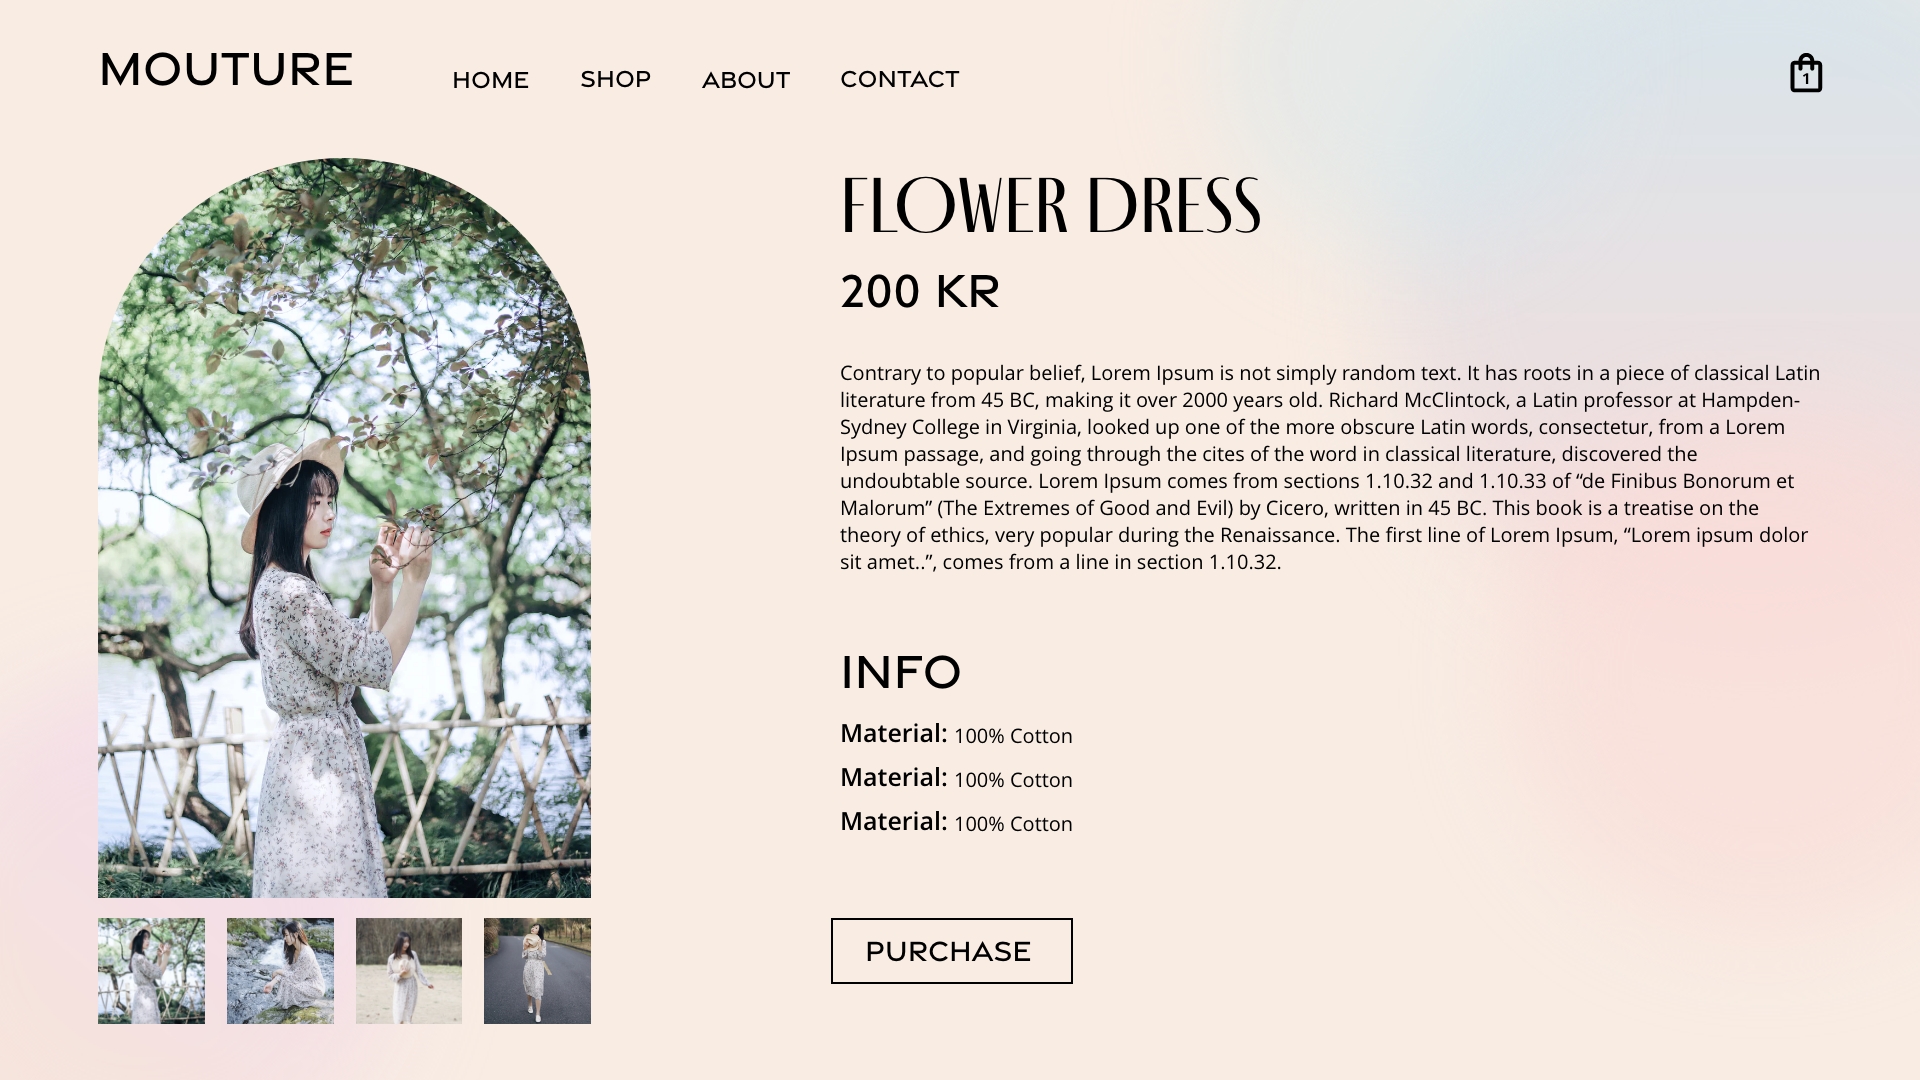 MOUTURE
HOME
SHOP
ABOUT
CONTACT
1
FLOWER DRESS
200 KR
Contrary to popular belief, Lorem Ipsum is not simply random text. It has roots in a piece of classical Latin
literature from 45 BC, making it over 2000 years old. Richard McClintock, a Latin professor at Hampden-
Sydney College in Virginia, looked up one of the more obscure Latin words, consectetur, from a Lorem
Ipsum passage, and going through the cites of the word in classical literature, discovered the
undoubtable source. Lorem Ipsum comes from sections 1.10.32 and 1.10.33 of “de Finibus Bonorum et
Malorum” (The Extremes of Good and Evil) by Cicero, written in 45 BC. This book is a treatise on the
theory of ethics, very popular during the Renaissance. The first line of Lorem Ipsum, “Lorem ipsum dolor
sit amet..”, comes from a line in section 1.10.32.
INFO
Material: 100% Cotton
Material: 100% Cotton
Material: 100% Cotton
PURCHASE